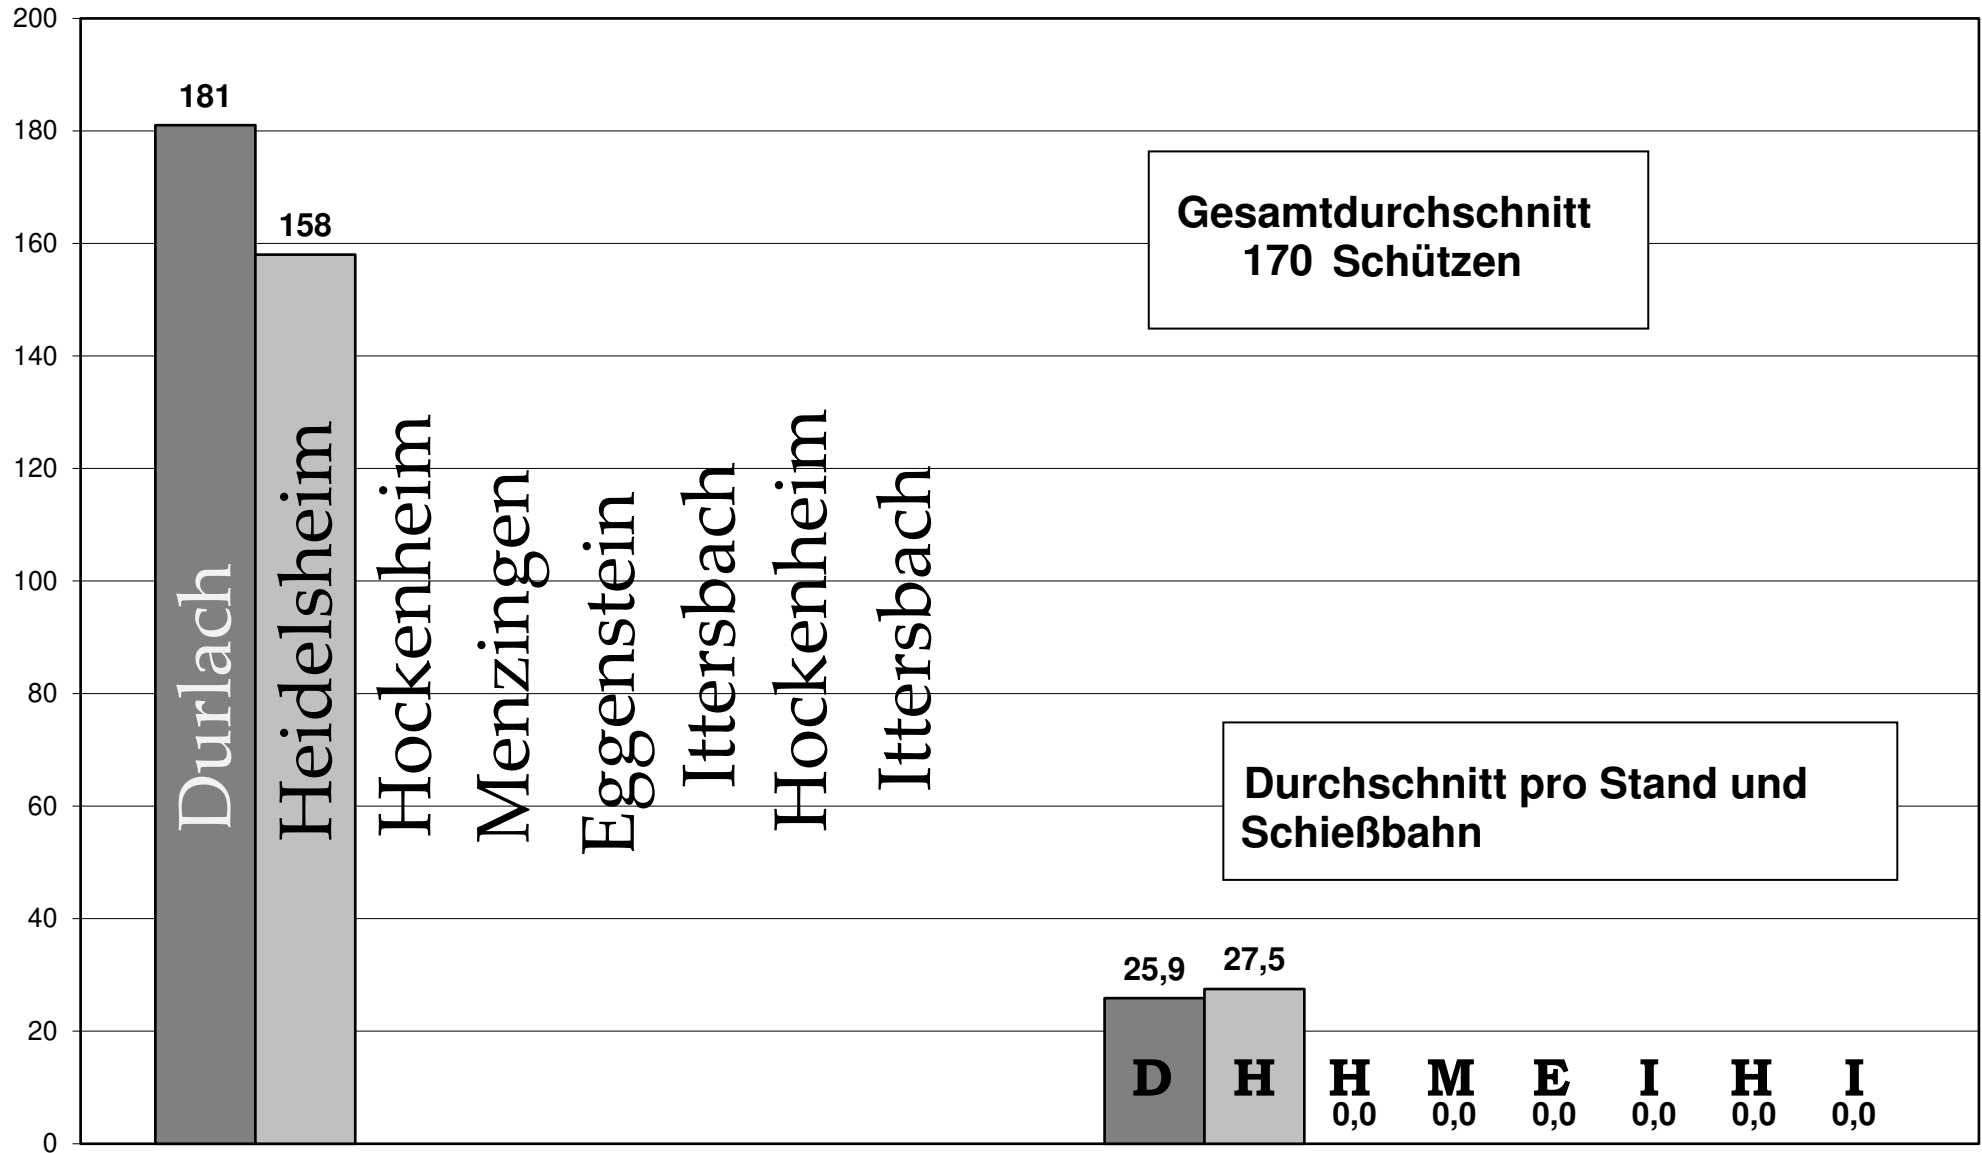 200
180
160
140
120
100
80
60
40
20
0
181
158
Durlach
Heidelsheim
Hockenheim
Menzingen
Eggenstein
Ittersbach
Hockenheim
Ittersbach
Gesamtdurchschnitt
170 Schützen
Durchschnitt pro Stand und
Schießbahn
25,9
27,5
D H H M E I H I
0,0 0,0 0,0 0,0 0,0 0,0